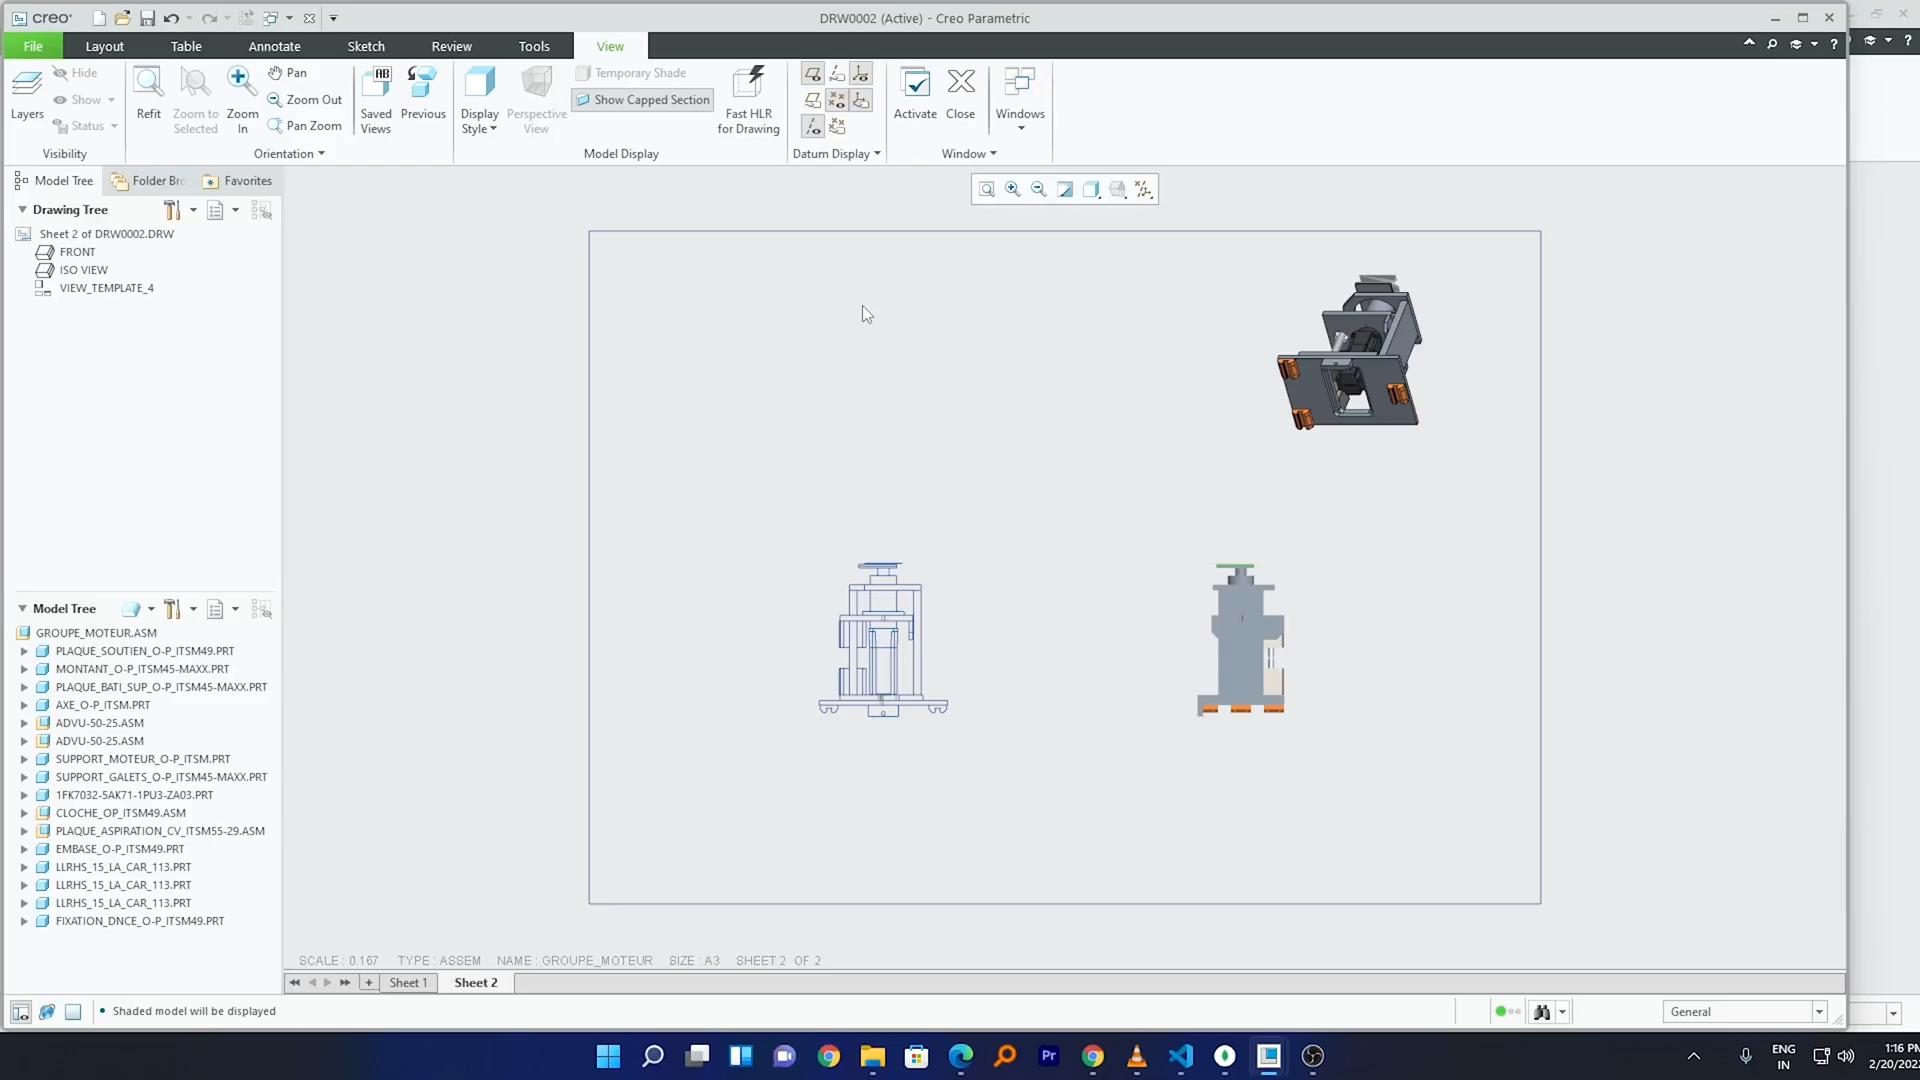 creo
DRW0002 (Active) - Creo Parametric
File
Layout
Table
Annotate
Sketch
Review
Tools
View
Layers
Hide
Show
Status
Visibility
Refit
Zoom to Selected
Zoom In
Pan
Zoom Out
Pan Zoom
Orientation
AB
Saved Views
Previous
Display Style
Perspective View
Temporary Shade
Show Capped Section
Fast HLR for Drawing
Model Display
Datum Display
Activate
Close
Windows
Window
Model Tree
Folder Bro
Favorites
Drawing Tree
Sheet 2 of DRW0002.DRW
FRONT
ISO VIEW
VIEW_TEMPLATE_4
Model Tree
GROUPE_MOTEUR.ASM
PLAQUE_SOUTIEN_O-P_ITSM49.PRT
MONTANT_O-P_ITSM45-MAXX.PRT
PLAQUE_BATI_SUP_O-P_ITSM45-MAXX.PRT
AXE_O-P_ITSM.PRT
ADVU-50-25.ASM
ADVU-50-25.ASM
SUPPORT_MOTEUR_O-P_ITSM.PRT
SUPPORT_GALETS_O-P_ITSM45-MAXX.PRT
1FK7032-5AK71-1PU3-ZA03.PRT
CLOCHE_OP_ITSM49.ASM
PLAQUE_ASPIRATION_CV_ITSM55-29.ASM
EMBASE_O-P_ITSM49.PRT
LLRHS_15_LA_CAR_113.PRT
LLRHS_15_LA_CAR_113.PRT
LLRHS_15_LA_CAR_113.PRT
FIXATION_DNCE_O-P_ITSM49.PRT
SCALE : 0.167 TYPE : ASSEM NAME : GROUPE_MOTEUR SIZE : A3 SHEET 2 OF 2
Sheet 1
Sheet 2
• Shaded model will be displayed
General
Pr
ENG
IN
1:16 PM
2/20/202